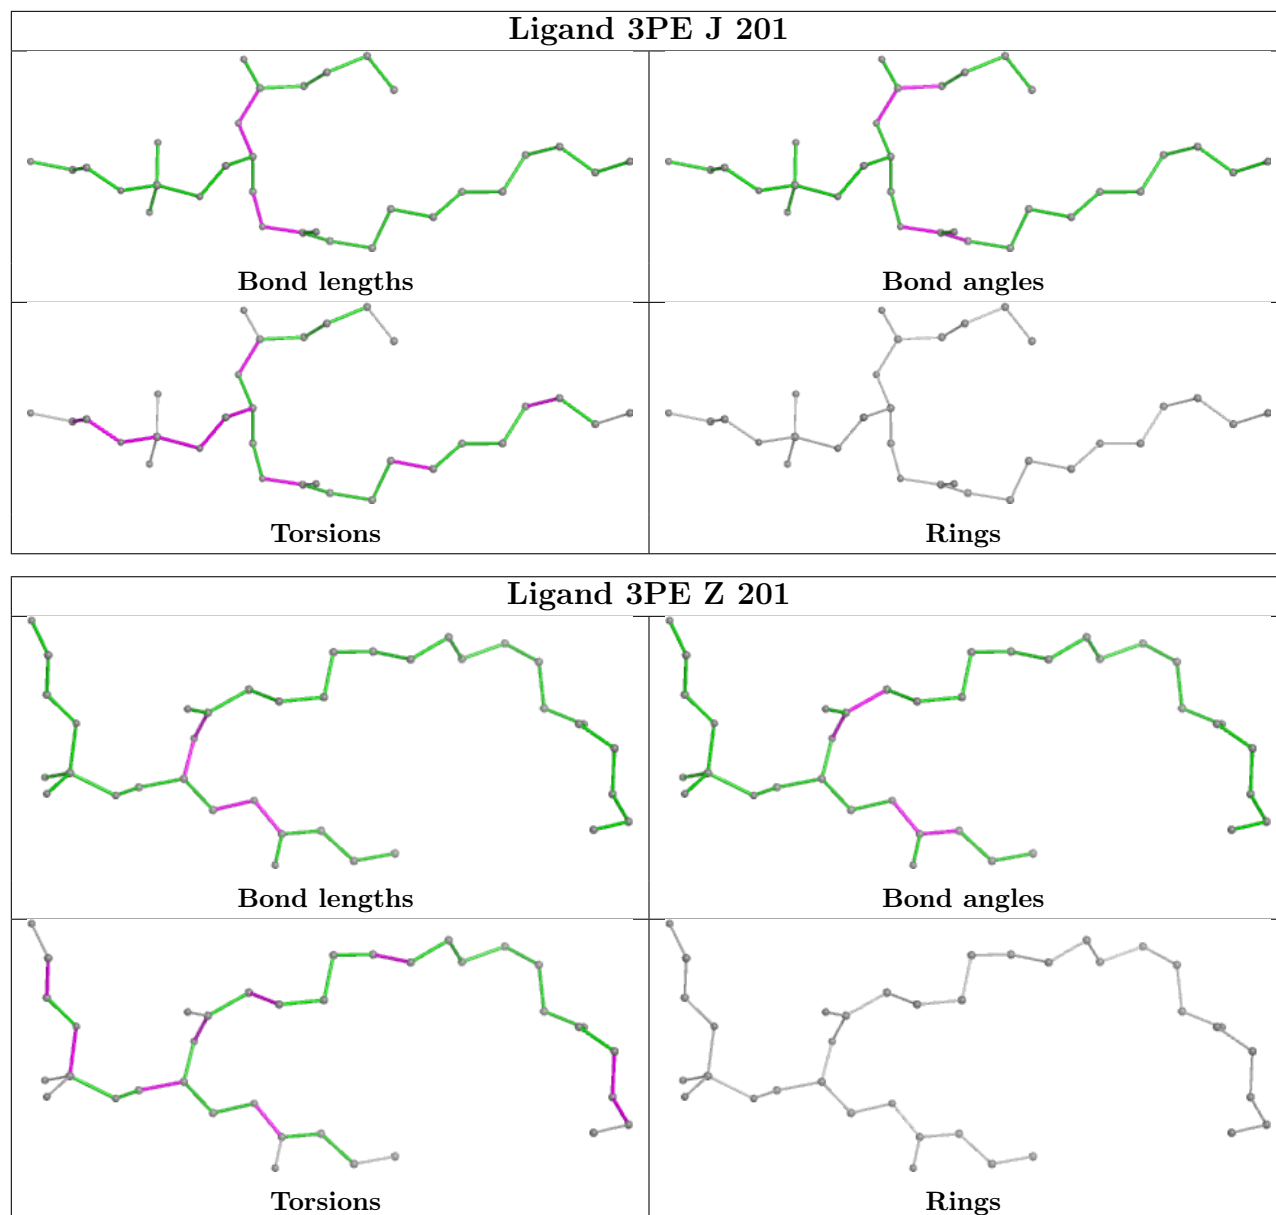 Ligand 3PE J 201
Bond lengths
Bond angles
Torsions
Rings
Ligand 3PE Z 201
Bond lengths
Bond angles
Torsions
Rings